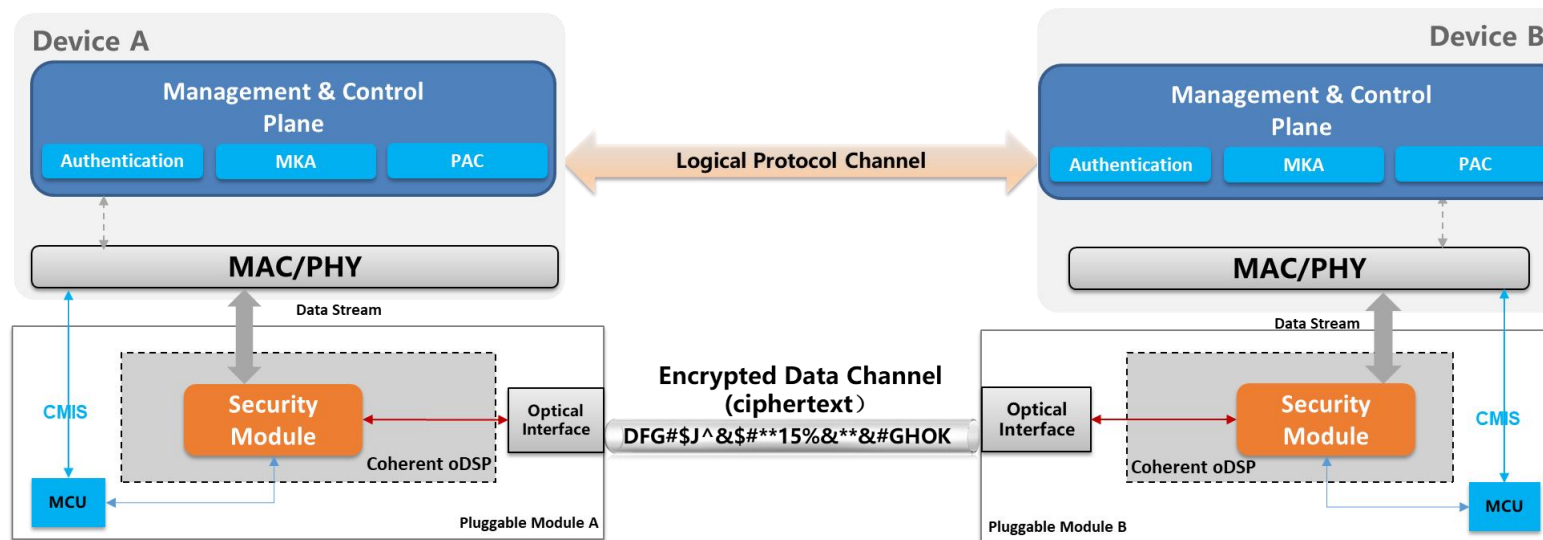 Device A
Management & Control
Plane
Authentication
MKA
PAC
MAC/PHY
Data Stream
CMIS
Security
Module
Coherent oDSP
Optical
Interface
MCU
Pluggable Module A
Logical Protocol Channel
Encrypted Data Channel
(ciphertext）
DFG#$J^&$#**15%&**&#GHOK
Device B
Management & Control
Plane
Authentication
MKA
PAC
MAC/PHY
Data Stream
CMIS
Optical
Interface
Security
Module
Coherent oDSP
MCU
Pluggable Module B